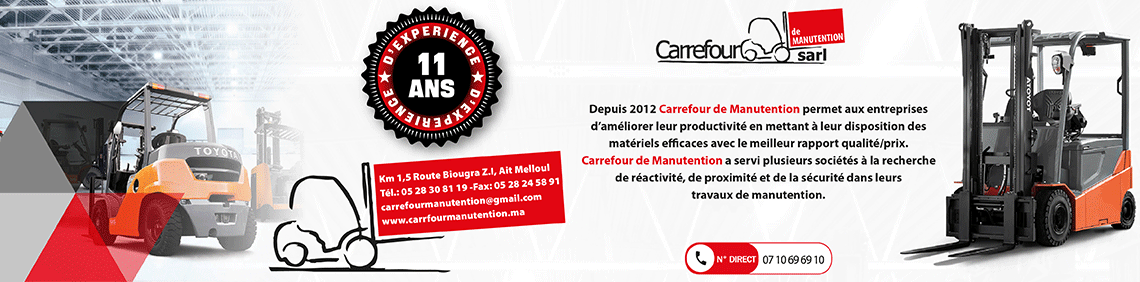 TOYOTA
D'EXPERIENCE
11
ANS
D'EXPERIENCE
Km 1,5 Route Biougra Z.I, Ait Melloul
Tél.: 05 28 30 81 19 -Fax: 05 28 24 58 91
carrefourmanutention@gmail.com
www.carrfourmanutention.ma
Carrefour
de
MANUTENTION
sarl
Depuis 2012 Carrefour de Manutention permet aux entreprises
d'améliorer leur productivité en mettant à leur disposition des
matériels efficaces avec le meilleur rapport qualité/prix.
Carrefour de Manutention a servi plusieurs sociétés à la recherche
de réactivité, de proximité et de la sécurité dans leurs
travaux de manutention.
N° DIRECT 07 10 69 69 10
TOYOTA